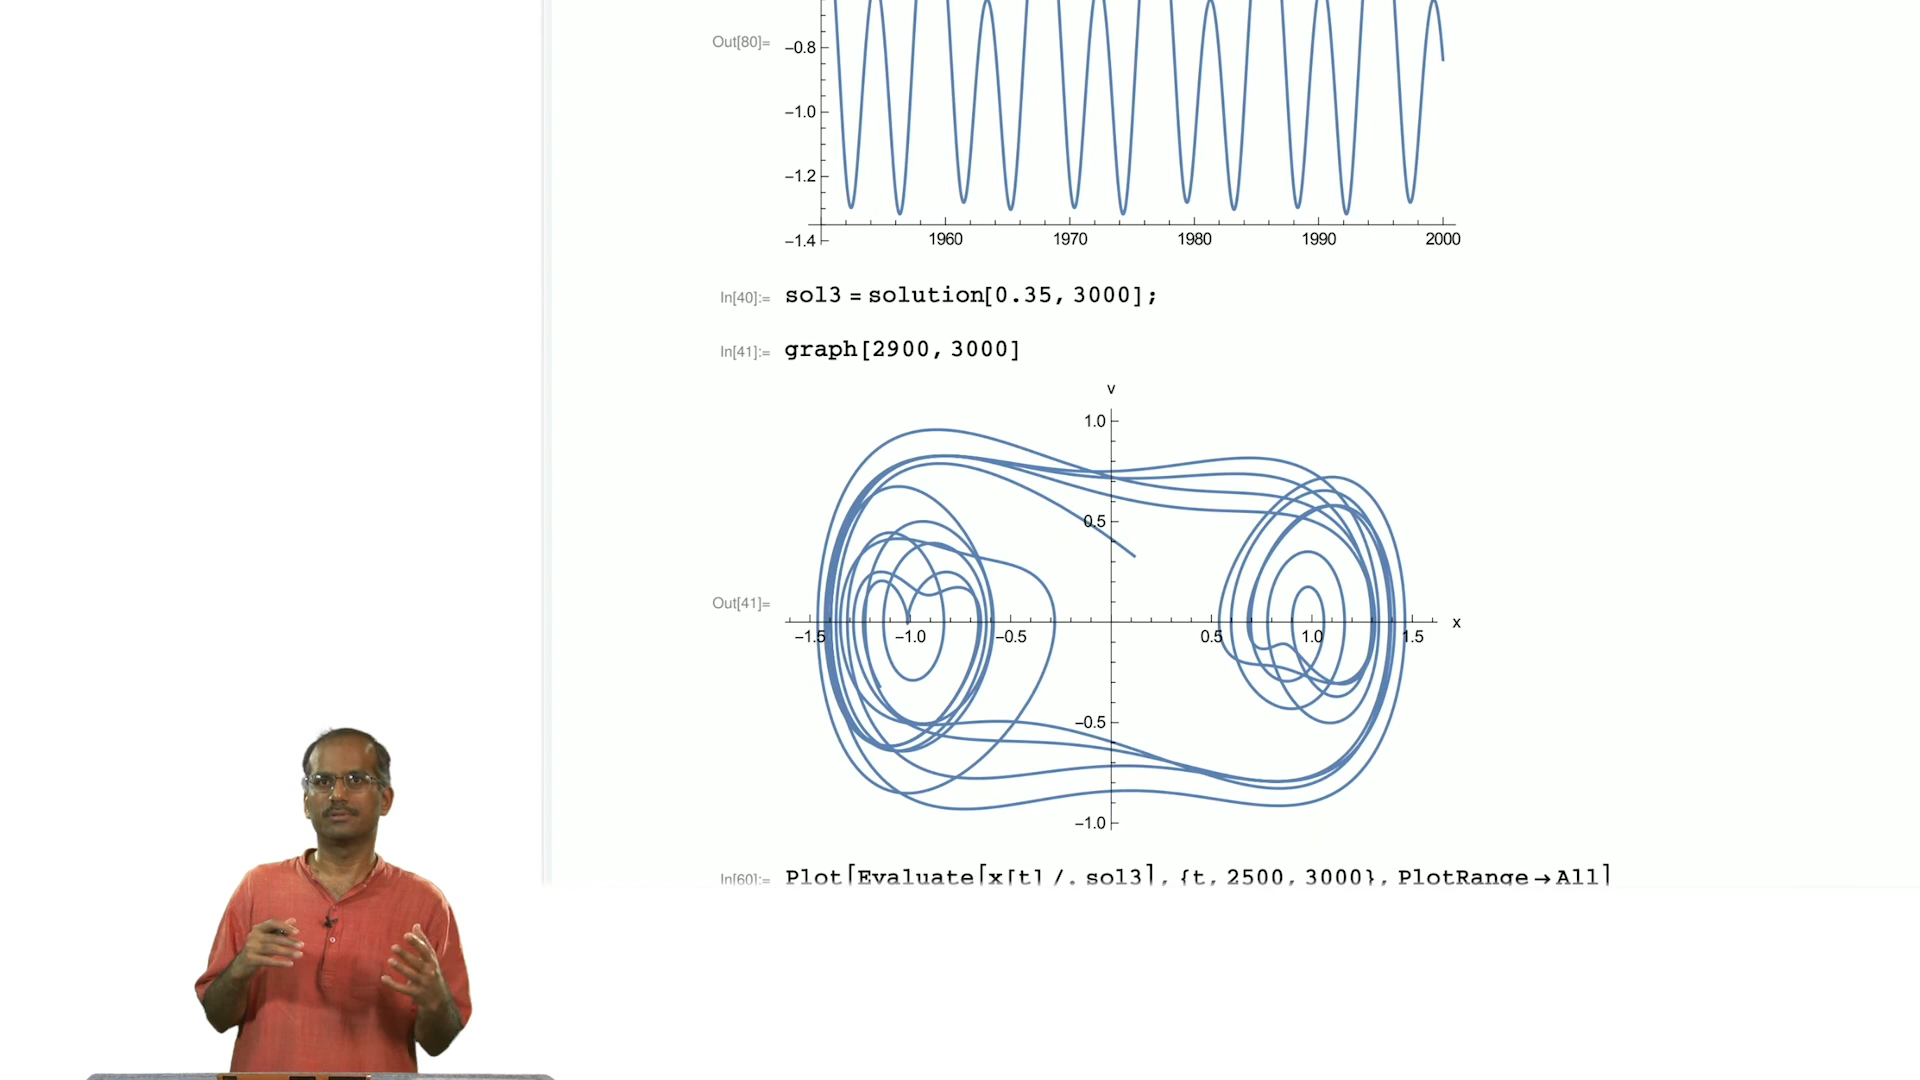 Out[80]=
−0.8
−1.0
−1.2
−1.4
1960 1970 1980 1990 2000
In[40]:= sol3 = solution[0.35, 3000];
In[41]:= graph[2900, 3000]
v
1.0
0.5
Out[41]=
−1.5 −1.0 −0.5 0.5 1.0 1.5 x
−0.5
−1.0
In[60]:= Plot[Evaluate[x[t] /. sol3], {t, 2500, 3000}, PlotRange → All]